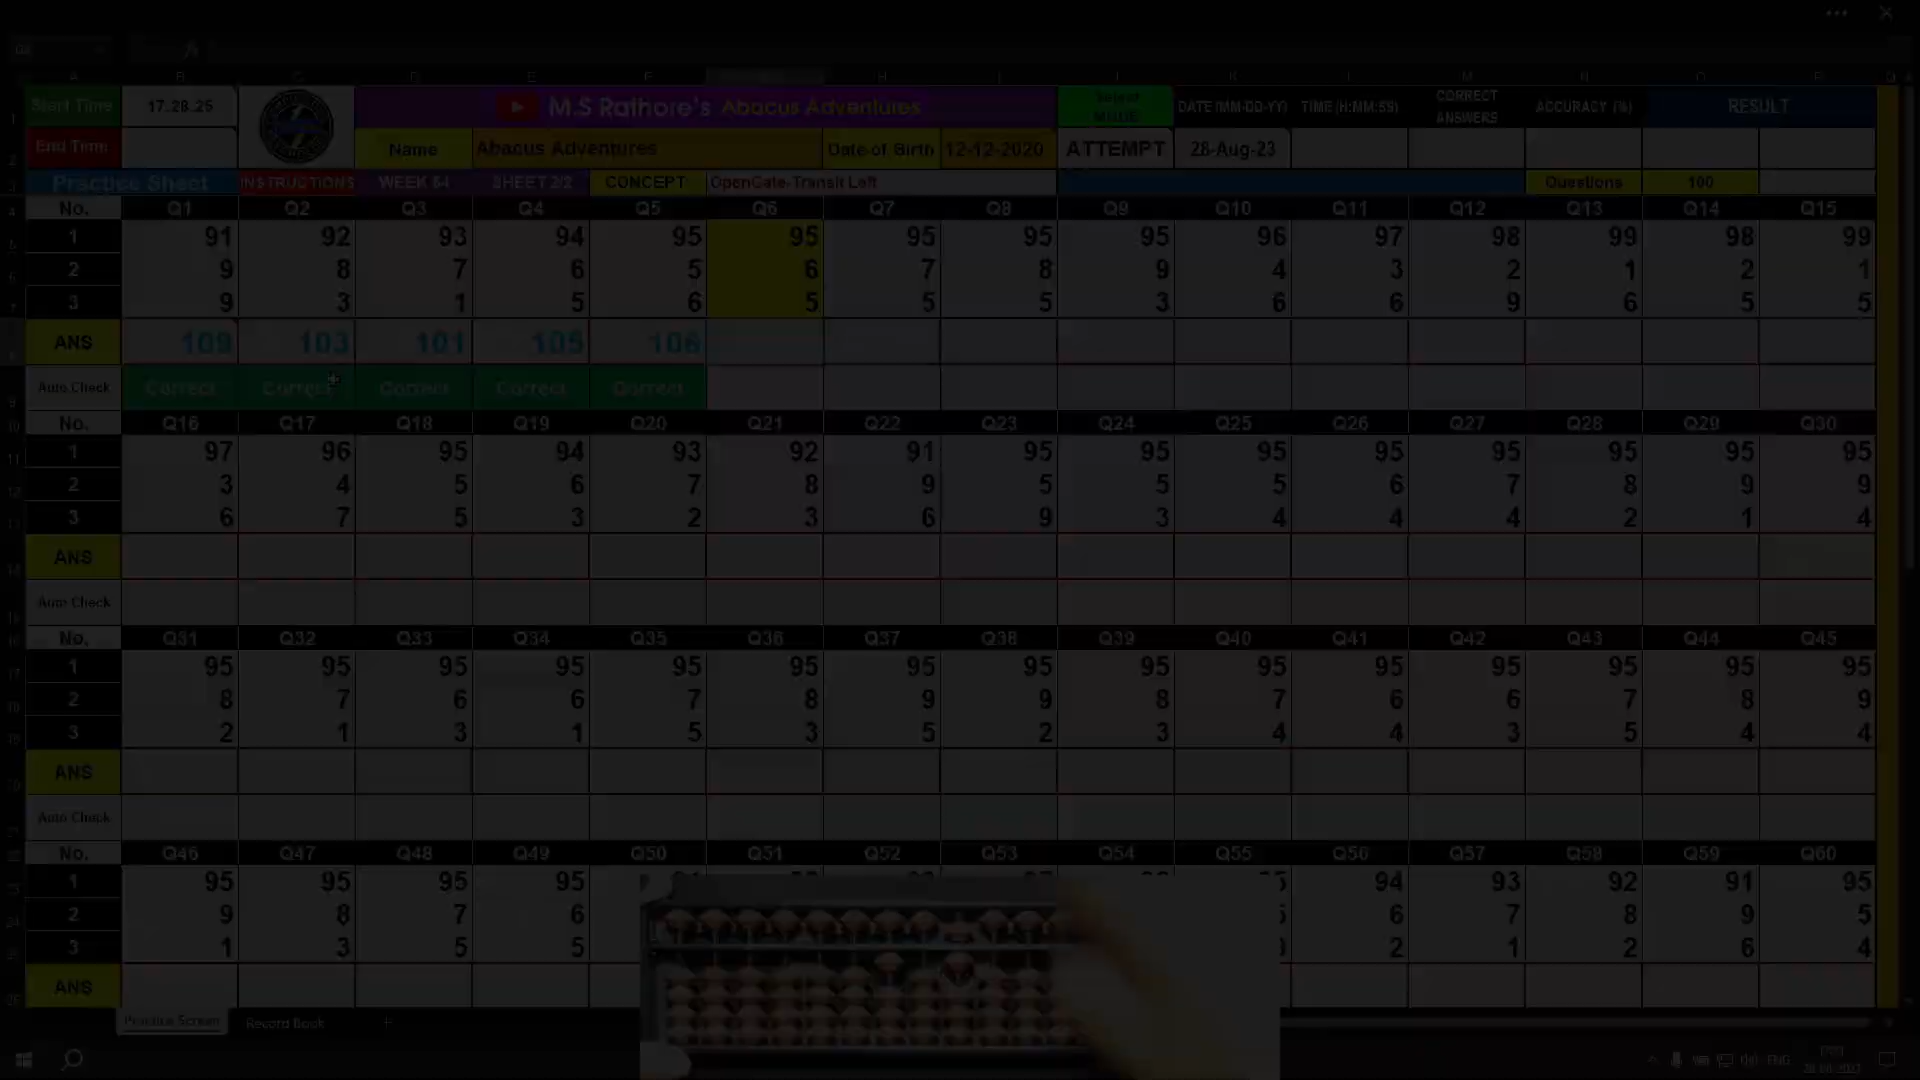 A B C D E F H I J K L M N O P Q
Start Time 17:28:25 M.S Rathore's Abacus Adventures Select MODE DATE (MM-DD-YY) TIME (H:MM:SS) CORRECT ANSWERS ACCURACY (%) RESULT
End Time Name Abacus Adventures Date of Birth 12-12-2020 ATTEMPT 28-Aug-23
Practice Sheet INSTRUCTIONS WEEK 54 SHEET 2/2 CONCEPT OpenGate-Transit Left Questions 100
No. Q1 Q2 Q3 Q4 Q5 Q6 Q7 Q8 Q9 Q10 Q11 Q12 Q13 Q14 Q15
1 91 92 93 94 95 95 95 95 95 96 97 98 99 98 99
2 9 8 7 6 5 6 7 8 9 4 3 2 1 2 1
3 9 3 1 5 6 5 5 5 3 6 6 9 6 5 5
ANS 109 103 101 105 106
Auto Check Correct Correct Correct Correct Correct
No. Q16 Q17 Q18 Q19 Q20 Q21 Q22 Q23 Q24 Q25 Q26 Q27 Q28 Q29 Q30
1 97 96 95 94 93 92 91 95 95 95 95 95 95 95 95
2 3 4 5 6 7 8 9 5 5 5 6 7 8 9 9
3 6 7 5 3 2 3 6 9 3 4 4 4 2 1 4
ANS
Auto Check
No. Q31 Q32 Q33 Q34 Q35 Q36 Q37 Q38 Q39 Q40 Q41 Q42 Q43 Q44 Q45
1 95 95 95 95 95 95 95 95 95 95 95 95 95 95 95
2 8 7 6 6 7 8 9 9 8 7 6 6 7 8 9
3 2 1 3 1 5 3 5 2 3 4 4 3 5 4 4
ANS
Auto Check
No. Q46 Q47 Q48 Q49 Q50 Q51 Q52 Q53 Q54 Q55 Q56 Q57 Q58 Q59 Q60
1 95 95 95 95 94 93 92 91 95
2 9 8 7 6 6 7 8 9 5
3 1 3 5 5 2 1 2 6 4
ANS
Practice Screen Record Book
ENG